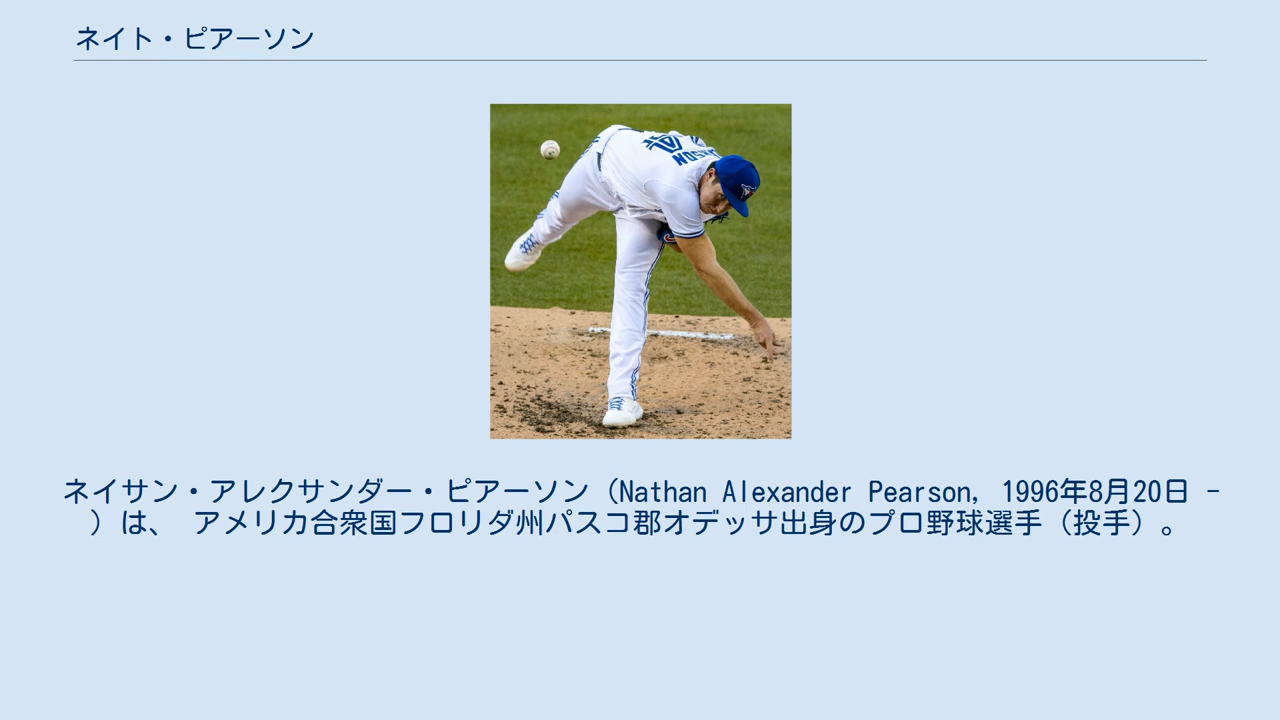 ネイト・ピアーソン
ネイサン・アレクサンダー・ピアーソン（Nathan Alexander Pearson, 1996年8月20日 -
）は、 アメリカ合衆国フロリダ州パスコ郡オデッサ出身のプロ野球選手（投手）。